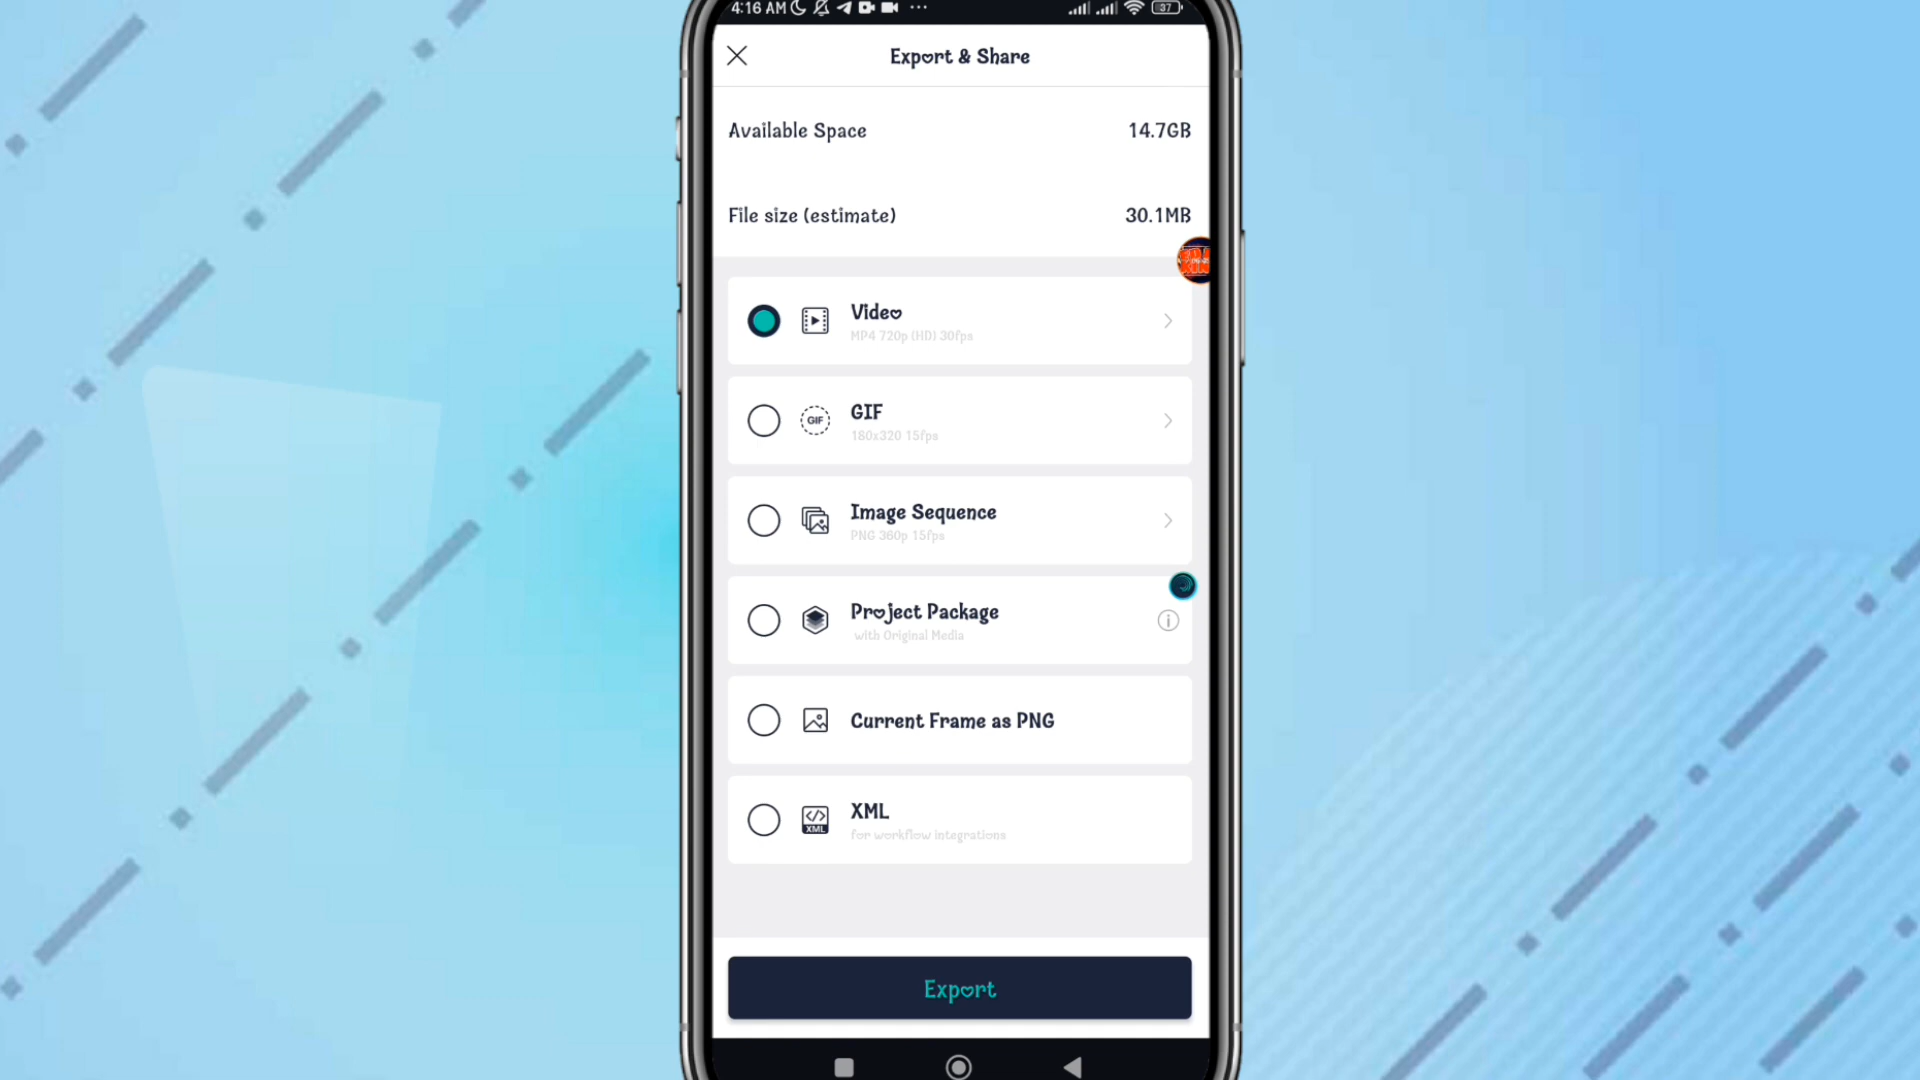 4:16 AM 37
Export & Share
Available Space 14.7GB
File size (estimate) 30.1MB
Video
MP4 720p (HD) 30fps
GIF
GIF
180x320 15fps
Image Sequence
PNG 360p 15fps
Project Package
with Original Media
Current Frame as PNG
XML
XML
for workflow integrations
Export